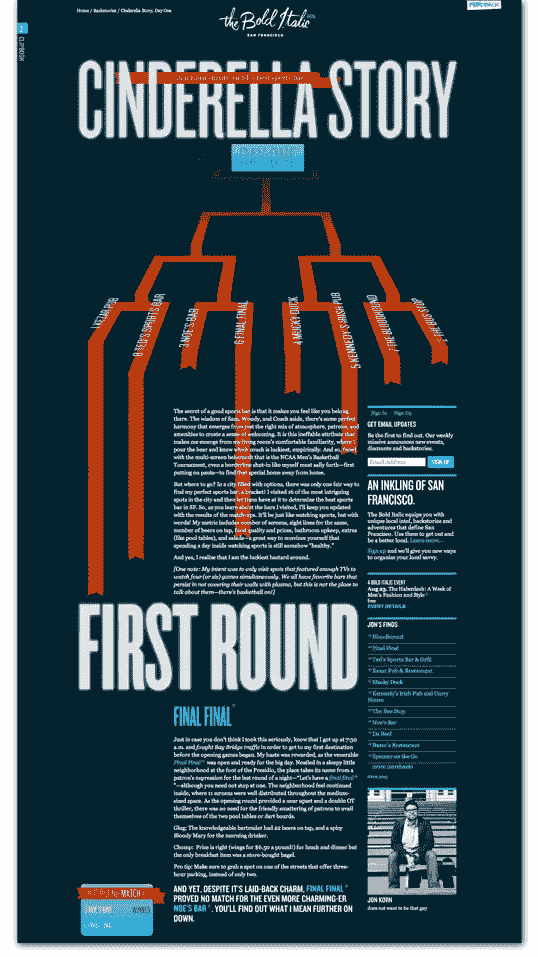 Home / Backstories / Cinderella Story, Day One
the Bold Italic
SAN FRANCISCO
CINDERELLA STORY
8 TED'S SPORTS BAR
3 NOE'S BAR
6 FINAL FINAL
4 MUCKY DUCK
5 KENNEDY'S IRISH PUB
The secret of a good sports bar is that it makes you feel like you belong
there. The wisdom of Sam, Woody, and Coach aside, there's some perfect
harmony that emerges from just the right mix of atmosphere, patrons, and
amenities to create a sense of welcoming. It is this ineffable attribute that
makes me emerge from my living room's comfortable familiarity, where I
pour the beer and know which couch is luckiest, empirically. And so, faced
with the multi-screen behemoth that is the NCAA Men's Basketball
Tournament, even a borderline shut-in like myself must sally forth—first
putting on pants—to find that special home away from home.
But where to go? In a city filled with options, there was only one fair way to
find my perfect sports bar: a bracket! I visited 16 of the most intriguing
spots in the city and then let them have at it to determine the best sports
bar in SF. So, as you learn about the bars I visited, I'll keep you updated
with the results of the match-ups. It'll be just like watching sports, but with
words! My metric includes number of screens, sight lines for the same,
number of beers on tap, food quality and prices, bathroom upkeep, extras
(like pool tables), and salads—a great way to convince yourself that
spending a day inside watching sports is still somehow "healthy."
And yes, I realize that I am the luckiest bastard around.
[One note: My intent was only to visit spots that featured enough TVs to
watch four (or six) games simultaneously. We all have favorite bars that
persist in not covering their walls with plasma, but this is not the place to
talk about them—there's basketball on!]
Sign In Sign Up
GET EMAIL UPDATES
Be the first to find out. Our weekly
missive announces new events,
discounts and backstories.
Email Address SIGN UP
AN INKLING OF SAN
FRANCISCO.
The Bold Italic equips you with
unique local intel, backstories and
adventures that define San
Francisco. Use them to get out and
be a better local. Learn more...
Sign up and we'll give you new ways
to organize your local savvy.
A BOLD ITALIC EVENT
Aug 23, The Haberdash: A Week of
Men's Fashion and Style
free
EVENT DETAILS
JON'S FINDS
Final Final
Ted's Sports Bar & Grill
Mucky Duck
Kennedy's Irish Pub and Curry
House
Noe's Bar
FIRST ROUND
FINAL FINAL
Just in case you don't think I took this seriously, know that I got up at 7:30
a.m. and fought Bay Bridge traffic in order to get to my first destination
before the opening games began. My haste was rewarded, as the venerable
Final Final was open and ready for the big day. Nestled in a sleepy little
neighborhood at the foot of the Presidio, the place takes its name from a
patron's expression for the last round of a night—"Let's have a final final
"—although you need not stop at one. The neighborhood feel continued
inside, where 11 screens were well distributed throughout the medium-
sized space. As the opening round provided a near upset and a double OT
thriller, there was no need for the friendly smattering of patrons to avail
themselves of the two pool tables or dart boards.
Glug: The knowledgeable bartender had 22 beers on tap, and a spicy
Bloody Mary for the morning drinker.
Chomp: Price is right (wings for $6.50 a pound!) for lunch and dinner but
the only breakfast item was a store-bought bagel.
Pro tip: Make sure to grab a spot on one of the streets that offer three-
hour parking, instead of only two.
AND YET, DESPITE IT'S LAID-BACK CHARM, FINAL FINAL
PROVED NO MATCH FOR THE EVEN MORE CHARMING-ER
NOE'S BAR. YOU'LL FIND OUT WHAT I MEAN FURTHER ON
DOWN.
JON KORN
does not want to be that guy